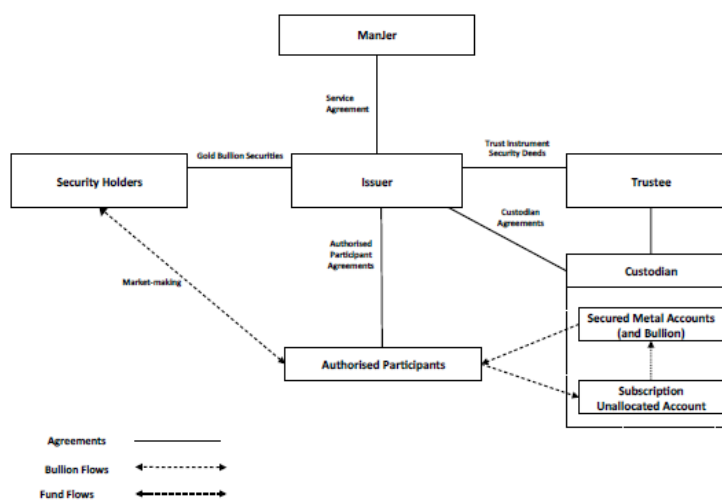 ManJer
Service
Agreement
Trust Instrument
Security Deeds
Gold Bullion Securities
Security Holders
Issuer
Trustee
Custodian
Agreements
Authorised
Participant
Agreements
Custodian
Market-making
Secured Metal Accounts
(and Bullion)
Authorised Participants
Subscription
Unallocated Account
Agreements
Bullion Flows
Fund Flows